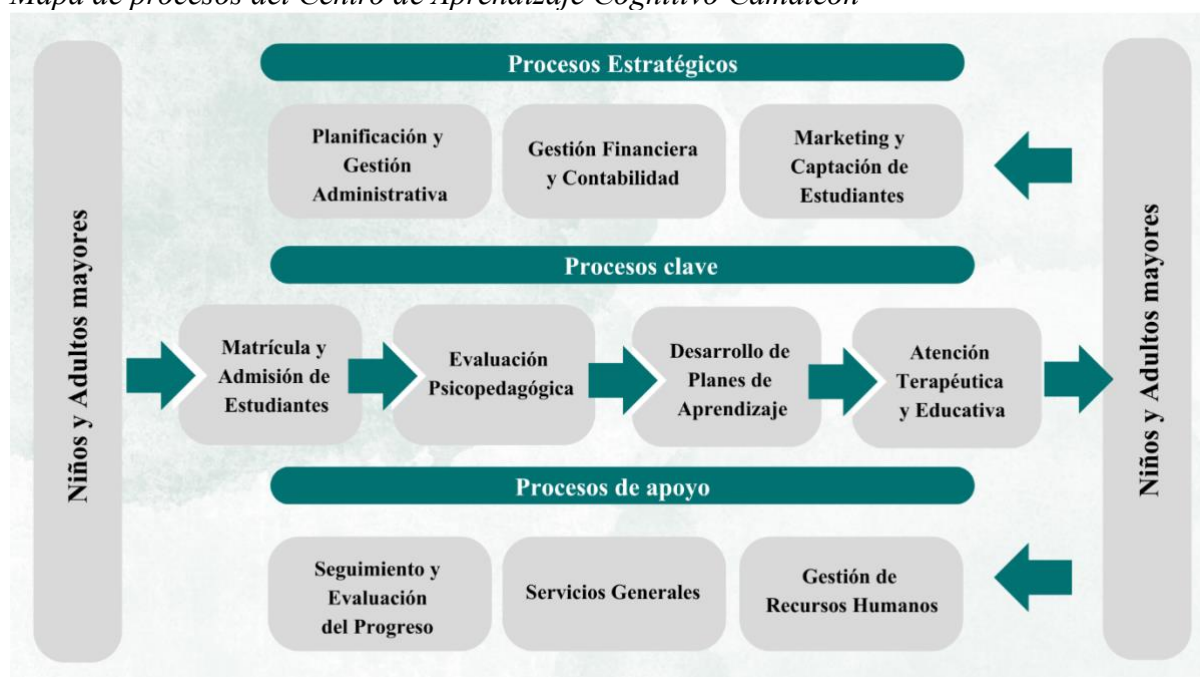 Mapa de procesos del Centro de Aprendizaje Cognitivo Camaleón
Niños y Adultos mayores
Procesos Estratégicos
Planificación y
Gestión
Administrativa
Gestión Financiera
y Contabilidad
Marketing y
Captación de
Estudiantes
Procesos clave
Matrícula y
Admisión de
Estudiantes
Evaluación
Psicopedagógica
Desarrollo de
Planes de
Aprendizaje
Atención
Terapéutica
y Educativa
Procesos de apoyo
Seguimiento y
Evaluación
del Progreso
Servicios Generales
Gestión de
Recursos Humanos
Niños y Adultos mayores